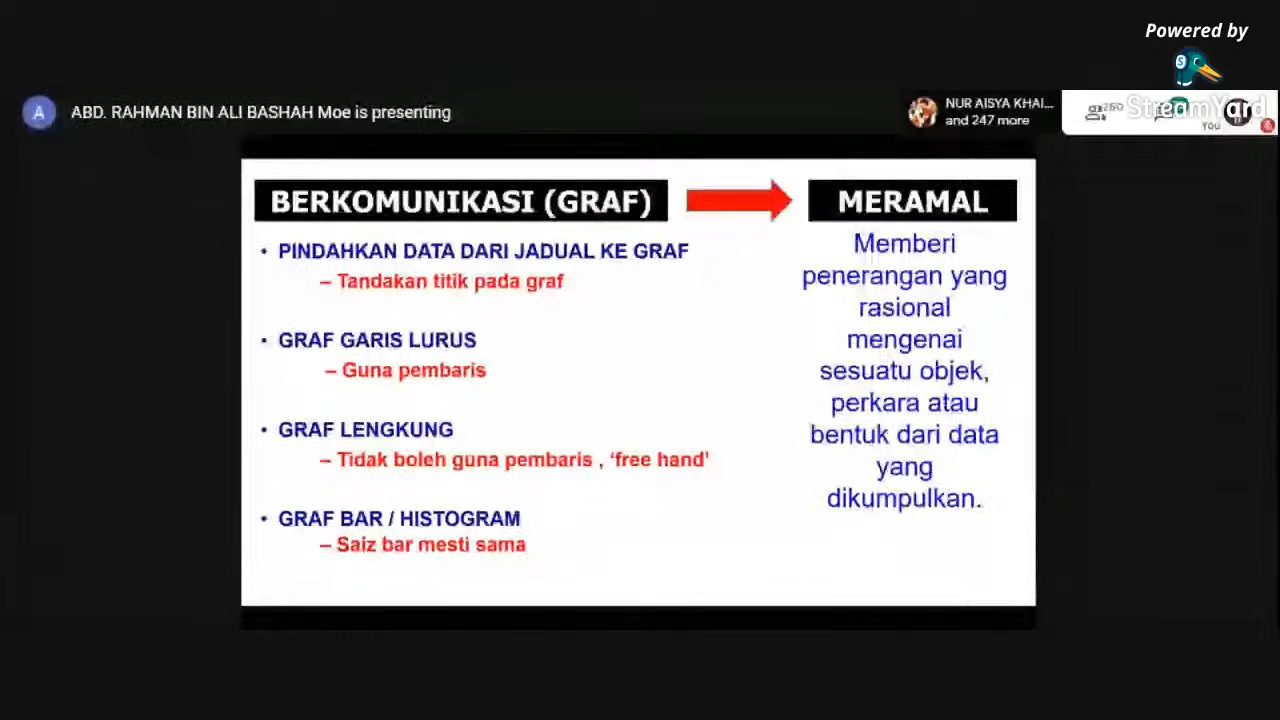 Powered by
StreamYard
A
ABD. RAHMAN BIN ALI BASHAH Moe is presenting
NUR AISYA KHAI...
and 247 more
You
BERKOMUNIKASI (GRAF)
MERAMAL
• PINDAHKAN DATA DARI JADUAL KE GRAF
– Tandakan titik pada graf
• GRAF GARIS LURUS
– Guna pembaris
• GRAF LENGKUNG
– Tidak boleh guna pembaris , ‘free hand’
• GRAF BAR / HISTOGRAM
– Saiz bar mesti sama
Memberi
penerangan yang
rasional
mengenai
sesuatu objek,
perkara atau
bentuk dari data
yang
dikumpulkan.